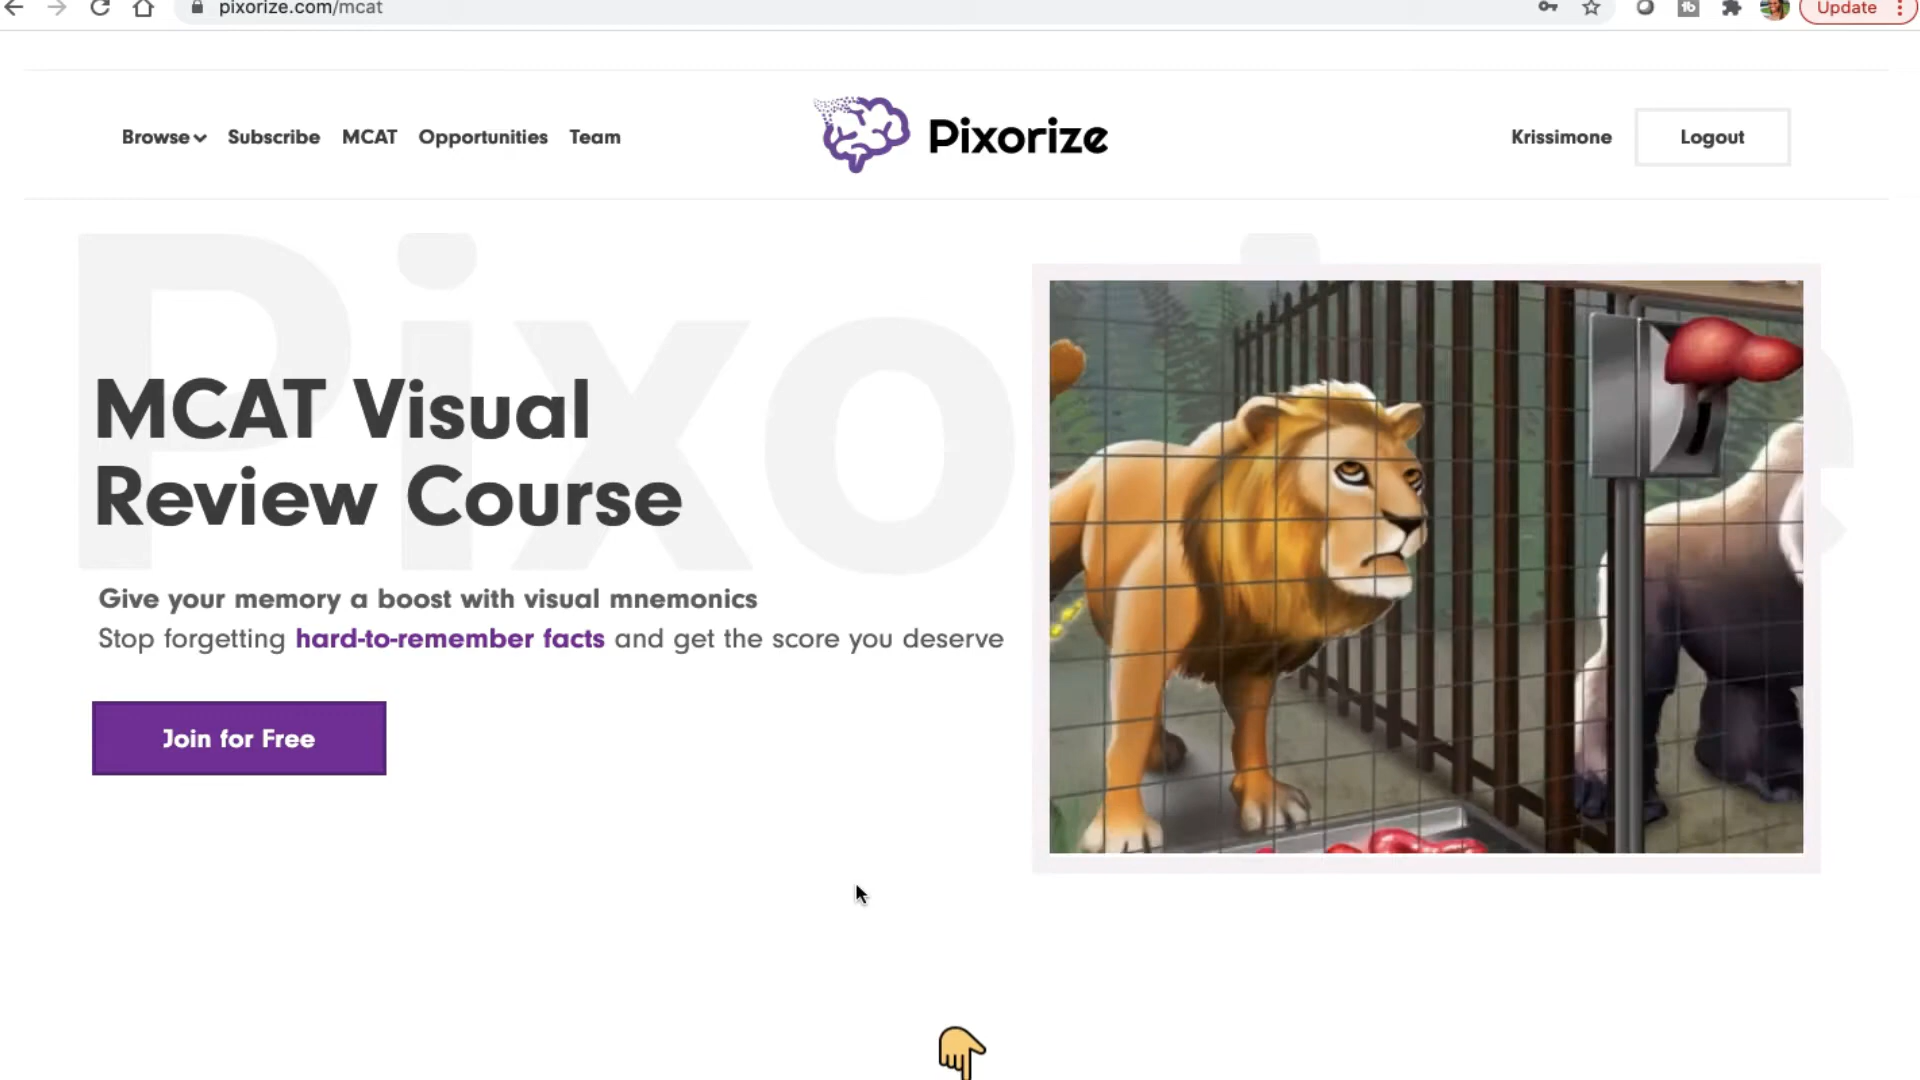 pixorize.com/mcat
Update
Browse
Subscribe
MCAT
Opportunities
Team
Pixorize
Krissimone
Logout
MCAT Visual
Review Course
Give your memory a boost with visual mnemonics
Stop forgetting hard-to-remember facts and get the score you deserve
Join for Free